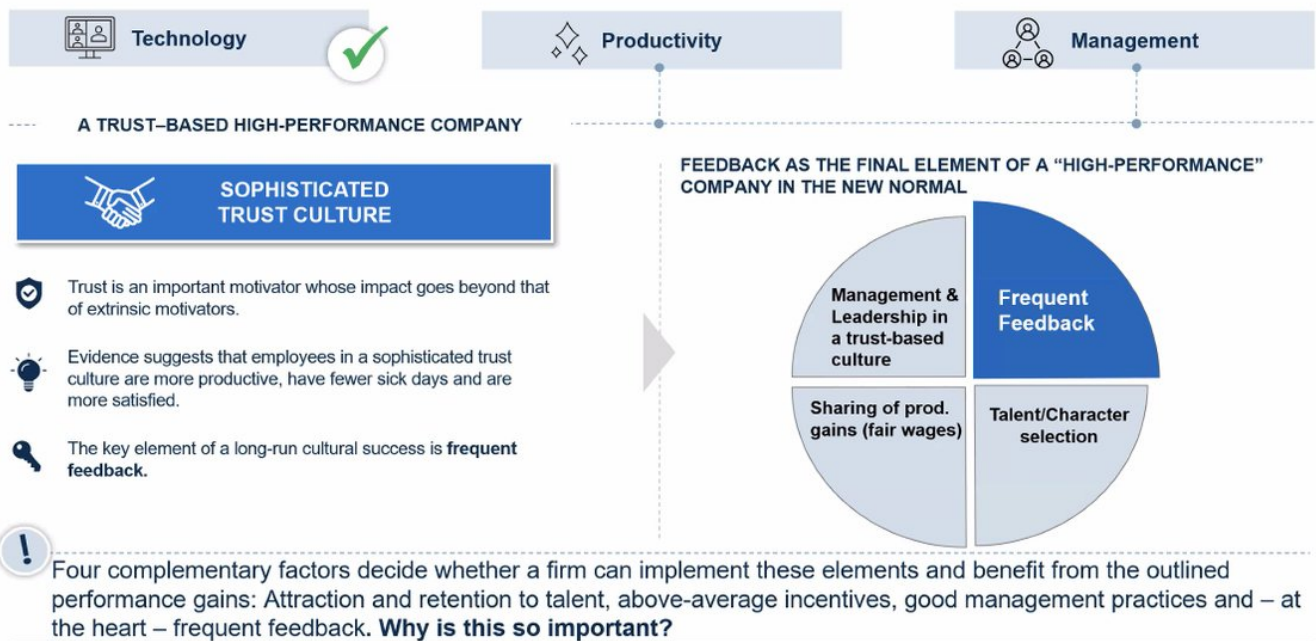 Technology
Productivity
Management
A TRUST–BASED HIGH-PERFORMANCE COMPANY
SOPHISTICATED
TRUST CULTURE
Trust is an important motivator whose impact goes beyond that
of extrinsic motivators.
Evidence suggests that employees in a sophisticated trust
culture are more productive, have fewer sick days and are
more satisfied.
The key element of a long-run cultural success is frequent
feedback.
FEEDBACK AS THE FINAL ELEMENT OF A “HIGH-PERFORMANCE”
COMPANY IN THE NEW NORMAL
Management &
Leadership in
a trust-based
culture
Frequent
Feedback
Sharing of prod.
gains (fair wages)
Talent/Character
selection
!
Four complementary factors decide whether a firm can implement these elements and benefit from the outlined
performance gains: Attraction and retention to talent, above-average incentives, good management practices and – at
the heart – frequent feedback. Why is this so important?